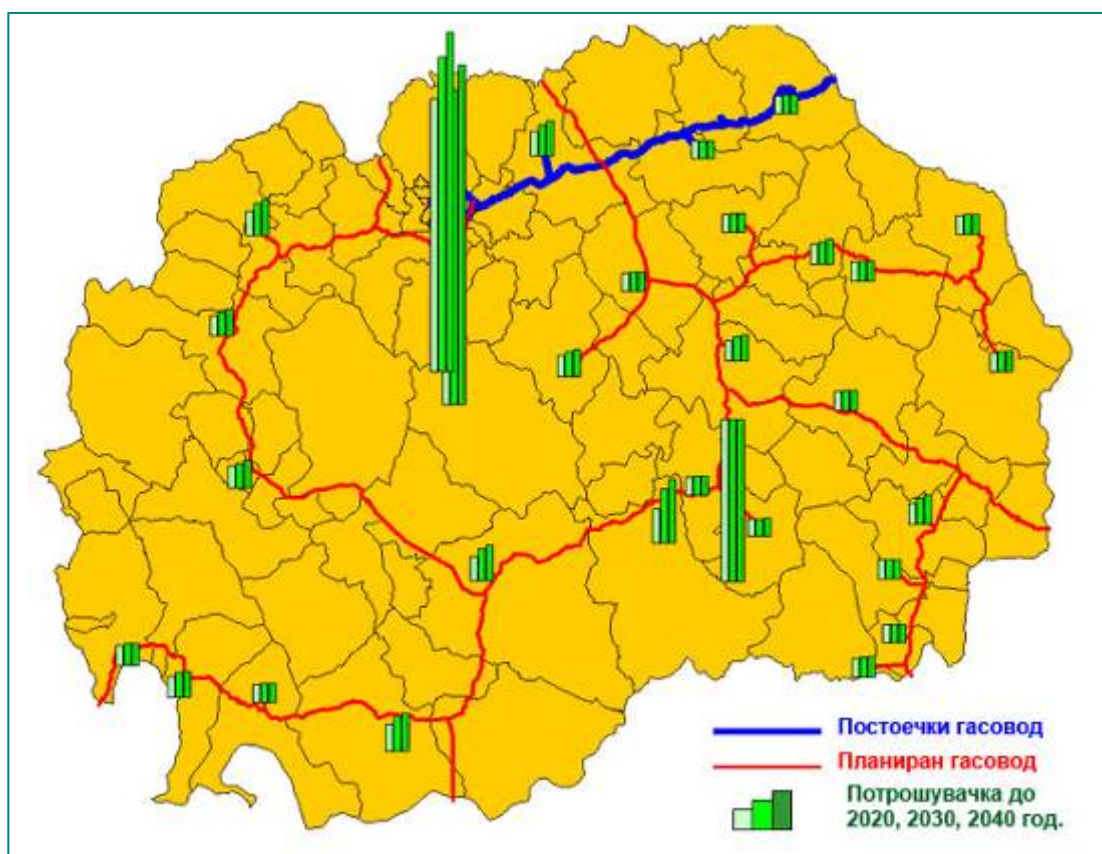 Постоечки гасовод
Планиран гасовод
Потрошувачка до
2020, 2030, 2040 год.